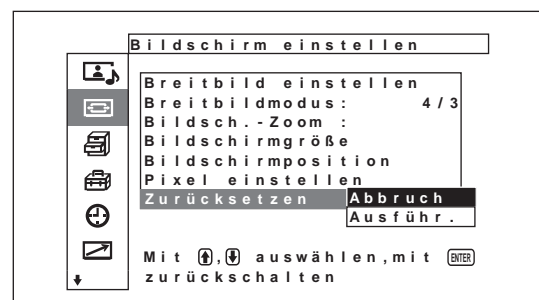 Bildschirm einstellen
Breitbild einstellen
Breitbildmodus: 4/3
Bildsch.-Zoom :
Bildschirmgröße
Bildschirmposition
Pixel einstellen
Zurücksetzen Abbruch
Ausführ.
Mit ↑,↓ auswählen,mit ENTER
zurückschalten